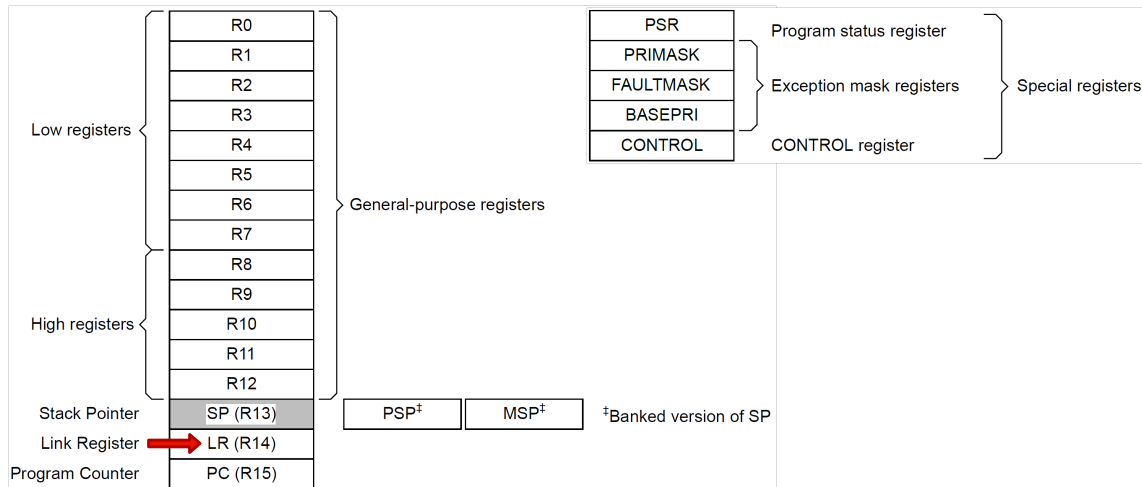 R0
R1
R2
R3
Low registers
R4
R5
R6
General-purpose registers
R7
R8
R9
High registers
R10
R11
R12
Stack Pointer
SP (R13)
PSP‡
MSP‡
‡Banked version of SP
Link Register
LR (R14)
Program Counter
PC (R15)
PSR
Program status register
PRIMASK
FAULTMASK
Exception mask registers
Special registers
BASEPRI
CONTROL
CONTROL register